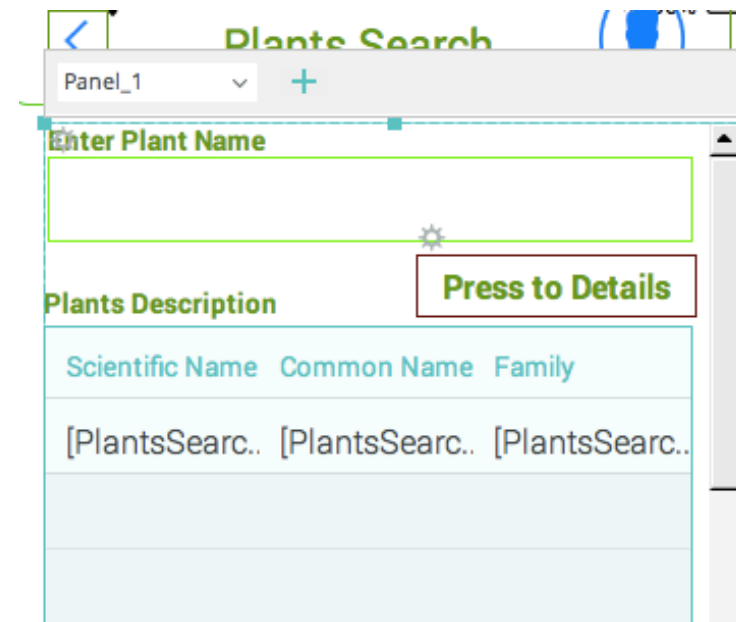 Plants Search
Panel_1
Enter Plant Name
Press to Details
Plants Description
Scientific Name Common Name Family
[PlantsSearc.. [PlantsSearc.. [PlantsSearc..